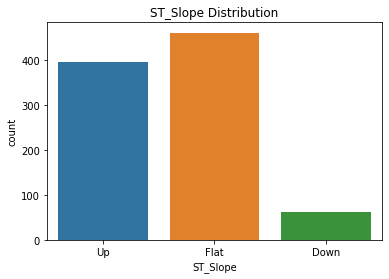 ST_Slope Distribution
count
400
300
200
100
0
Up Flat Down
ST_Slope